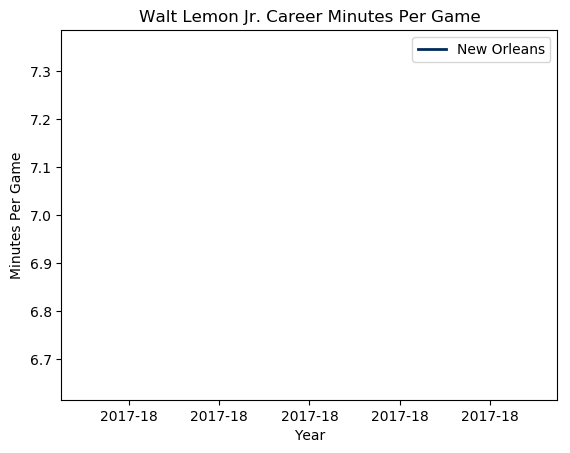 Walt Lemon Jr. Career Minutes Per Game
New Orleans
7.3
7.2
7.1
7.0
6.9
6.8
6.7
Minutes Per Game
2017-18 2017-18 2017-18 2017-18 2017-18
Year